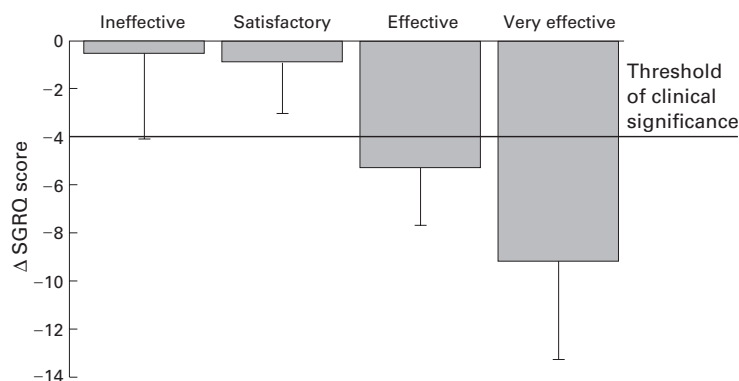 Ineffective Satisfactory Effective Very effective
0
−2
−4
−6
−8
−10
−12
−14
Δ SGRQ score
Threshold
of clinical
significance